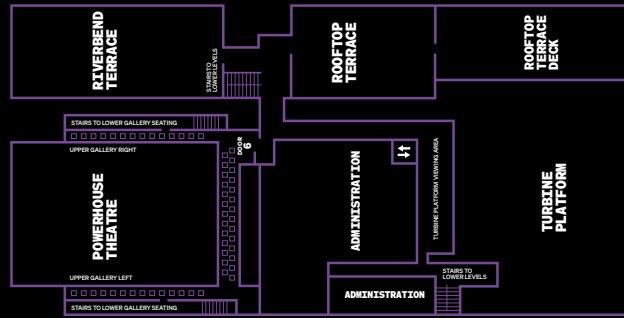 RIVERBEND
TERRACE
STAIRS TO
LOWER LEVELS
ROOFTOP
TERRACE
ROOFTOP
TERRACE
DECK
STAIRS TO LOWER GALLERY SEATING
UPPER GALLERY RIGHT
DOOR
6
POWERHOUSE
THEATRE
UPPER GALLERY LEFT
STAIRS TO LOWER GALLERY SEATING
ADMINISTRATION
TURBINE PLATFORM VIEWING AREA
TURBINE
PLATFORM
STAIRS TO
LOWER LEVELS
ADMINISTRATION